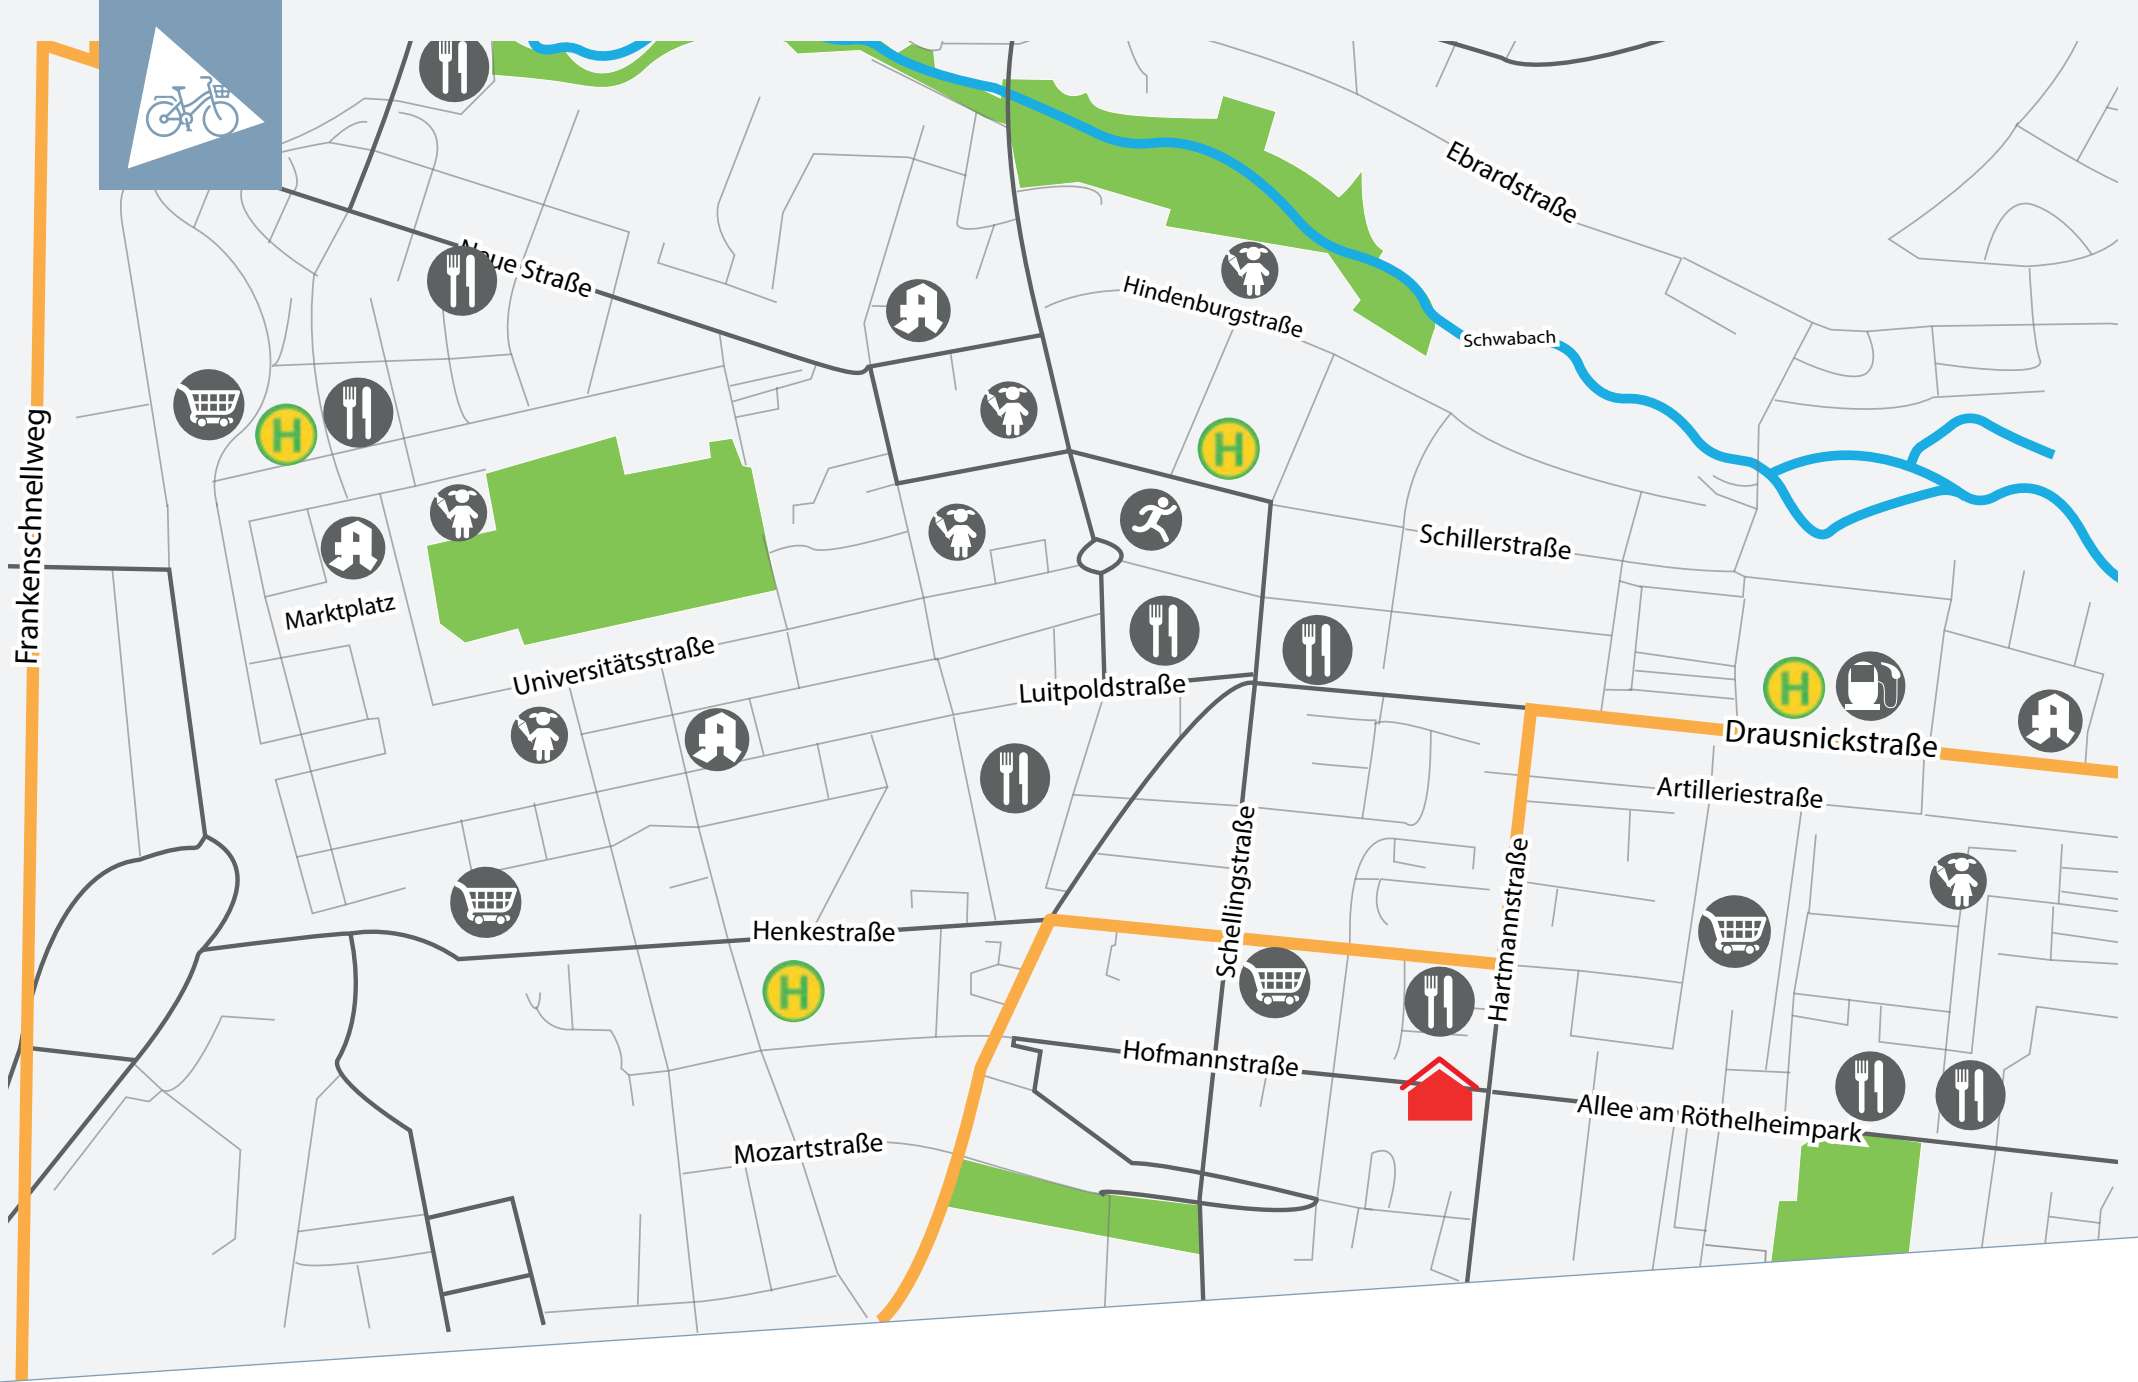 Ebrardstraße
Neue Straße
Hindenburgstraße
Schwabach
Frankenschnellweg
H
H
Schillerstraße
Marktplatz
Universitätsstraße
Luitpoldstraße
H
Drausnickstraße
Artilleriestraße
Schellingstraße
Hartmannstraße
Henkestraße
H
Hofmannstraße
Allee am Röthelheimpark
Mozartstraße